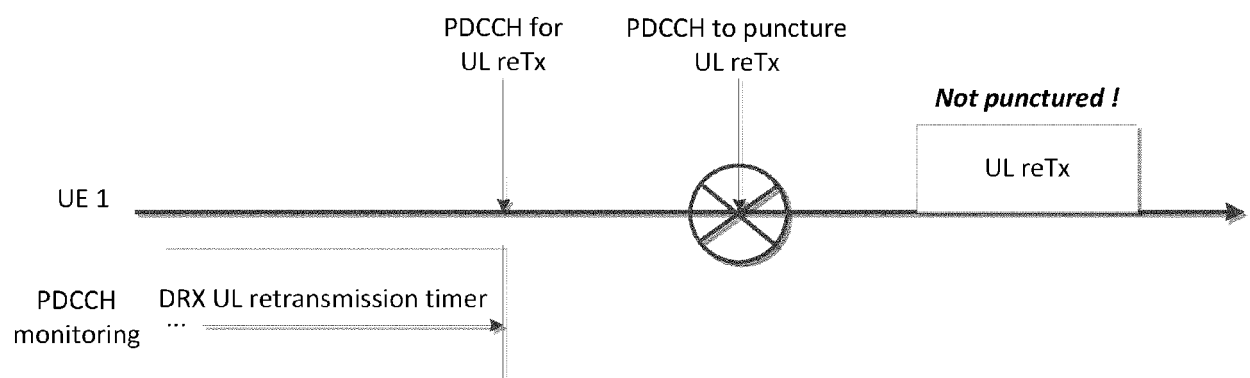 PDCCH for
UL reTx
PDCCH to puncture
UL reTx
Not punctured !
UL reTx
UE 1
PDCCH
monitoring
DRX UL retransmission timer
...